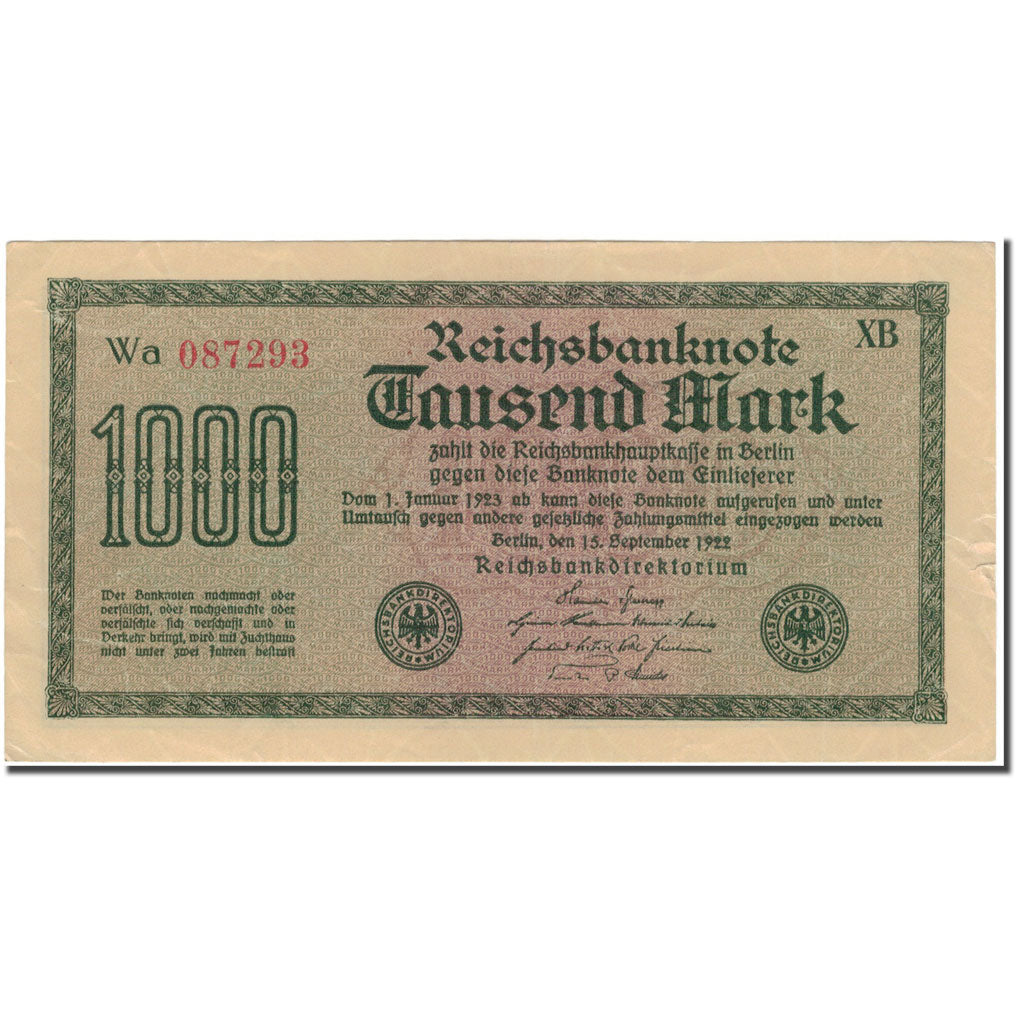 Wa 087293
XB
1000
Reichsbanknote
Tausend Mark
zahlt die Reichsbankhauptkasse in Berlin
gegen diese Banknote dem Einlieferer
Vom 1. Januar 1923 ab kann diese Banknote aufgerufen und unter
Umtausch gegen andere gesetzliche Zahlungsmittel eingezogen werden
Berlin, den 15. September 1922
Reichsbankdirektorium
Wer Banknoten nachmacht oder
verfälscht, oder nachgemachte oder
verfälschte sich verschafft und in
Verkehr bringt, wird mit Zuchthaus
nicht unter zwei Jahren bestraft
REICHSBANKDIREKTORIUM
REICHSBANKDIREKTORIUM